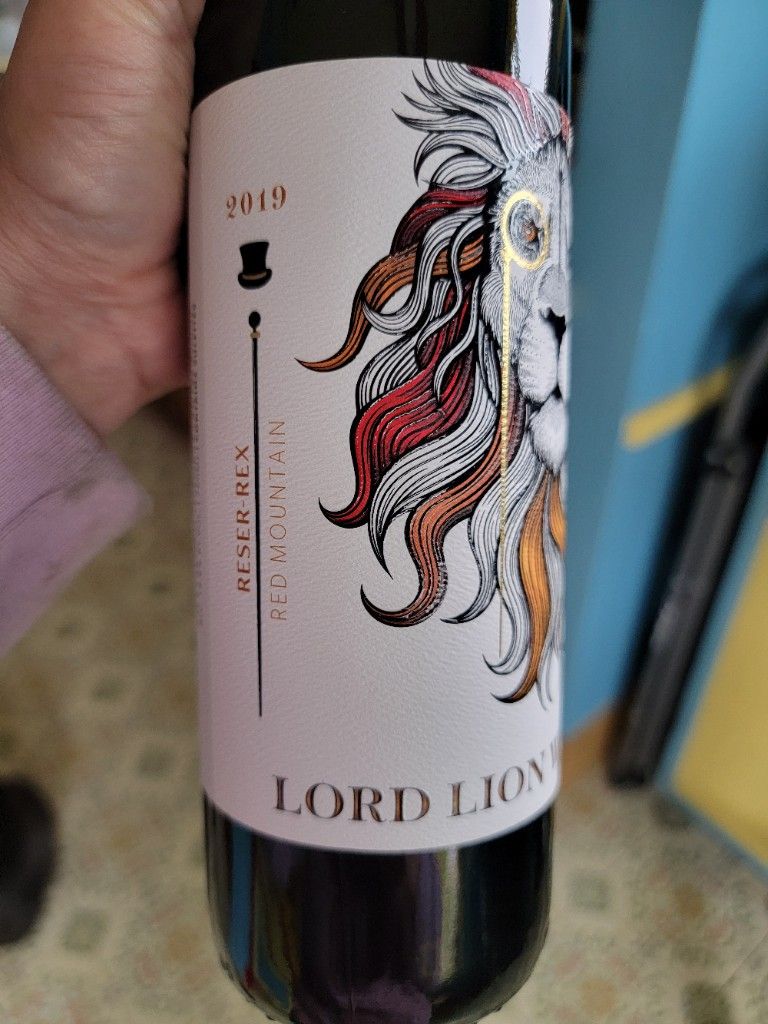 2019
RESER-REX
RED MOUNTAIN
LORD LION